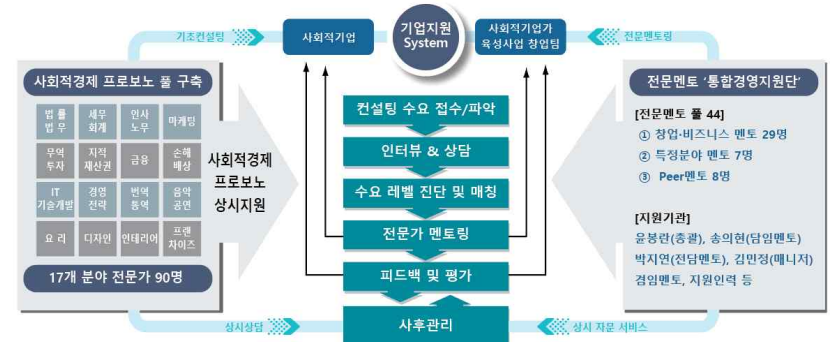 기초컨설팅
사회적기업
기업지원
System
사회적기업가
육성사업 창업팀
전문멘토링
사회적경제 프로보노 풀 구축
법 률
법 무
세무
회계
인사
노무
마케팅
무역
투자
지적
재산권
금융
손해
배상
IT
기술개발
경영
전략
번역
통역
음악
공연
요 리
디자인
인테리어
프랜
차이즈
17개 분야 전문가 90명
사회적경제
프로보노
상시지원
컨설팅 수요 접수/파악
인터뷰 & 상담
수요 레벨 진단 및 매칭
전문가 멘토링
피드백 및 평가
사후관리
전문멘토 ‘통합경영지원단’
[전문멘토 풀 44]
① 창업·비즈니스 멘토 29명
② 특정분야 멘토 7명
③ Peer멘토 8명
[지원기관]
윤봉란(총괄), 송의현(담임멘토)
박지연(전담멘토), 김민정(매니저)
겸임멘토, 지원인력 등
상시상담
상시 자문 서비스